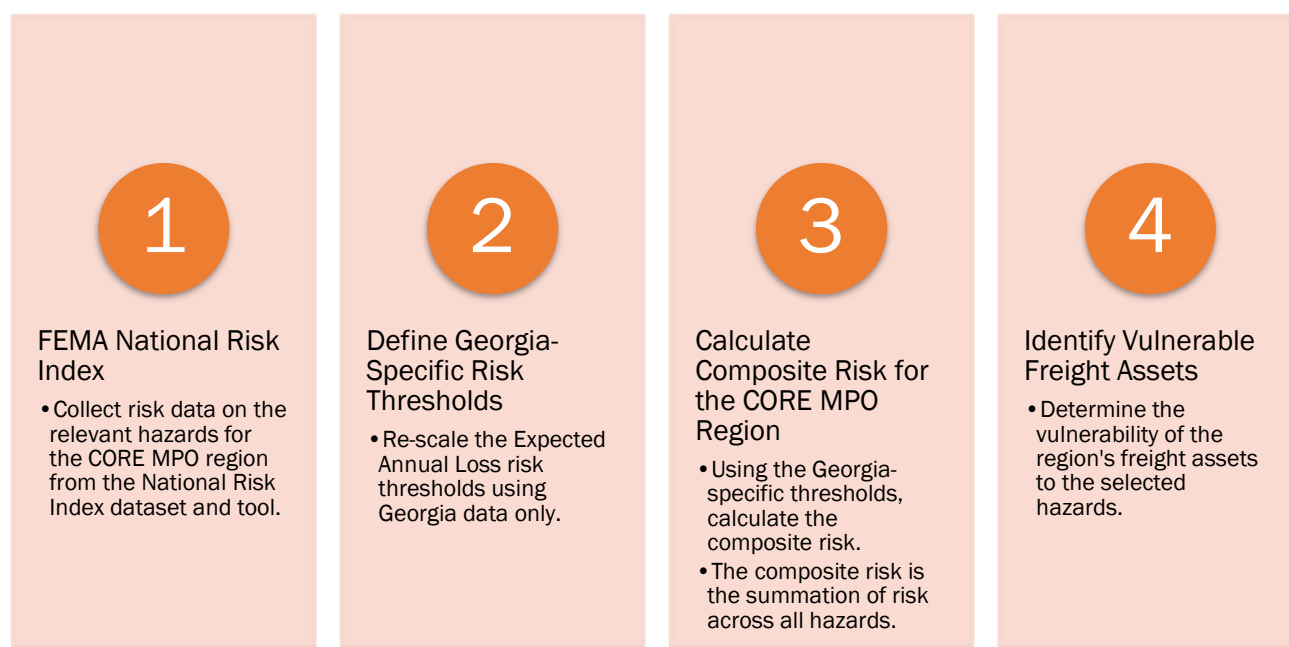 1
FEMA National Risk
Index
•Collect risk data on the
relevant hazards for
the CORE MPO region
from the National Risk
Index dataset and tool.
2
Define Georgia-
Specific Risk
Thresholds
•Re-scale the Expected
Annual Loss risk
thresholds using
Georgia data only.
3
Calculate
Composite Risk for
the CORE MPO
Region
•Using the Georgia-
specific thresholds,
calculate the
composite risk.
•The composite risk is
the summation of risk
across all hazards.
4
Identify Vulnerable
Freight Assets
•Determine the
vulnerability of the
region's freight assets
to the selected
hazards.